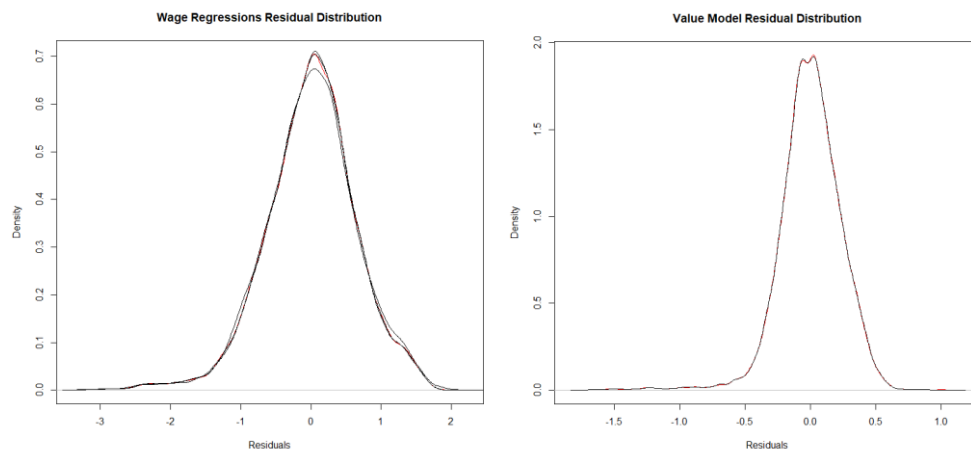 Wage Regressions Residual Distribution
Density
0.0 0.1 0.2 0.3 0.4 0.5 0.6 0.7
-3 -2 -1 0 1 2
Residuals
Value Model Residual Distribution
Density
0.0 0.5 1.0 1.5 2.0
-1.5 -1.0 -0.5 0.0 0.5 1.0
Residuals